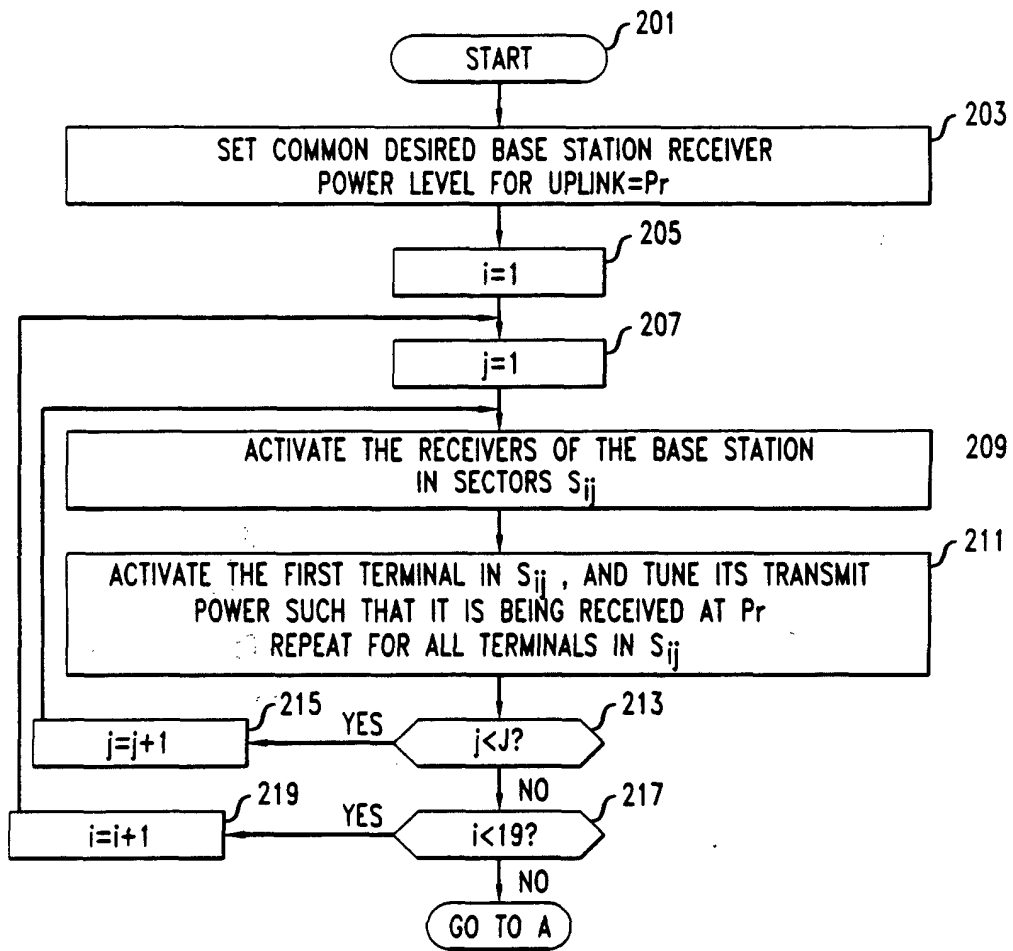 START
201
203
SET COMMON DESIRED BASE STATION RECEIVER
POWER LEVEL FOR UPLINK=Pr
205
i=1
207
j=1
ACTIVATE THE RECEIVERS OF THE BASE STATION
IN SECTORS Sij
209
211
ACTIVATE THE FIRST TERMINAL IN Sij , AND TUNE ITS TRANSMIT
POWER SUCH THAT IT IS BEING RECEIVED AT Pr
REPEAT FOR ALL TERMINALS IN Sij
215
j=j+1
YES
213
j<J?
NO
219
i=i+1
YES
217
i<19?
NO
GO TO A